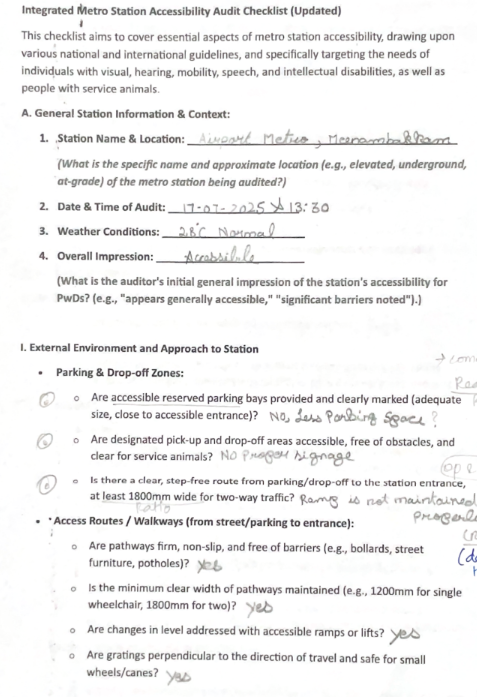 Integrated Metro Station Accessibility Audit Checklist (Updated)
This checklist aims to cover essential aspects of metro station accessibility, drawing upon
various national and international guidelines, and specifically targeting the needs of
individuals with visual, hearing, mobility, speech, and intellectual disabilities, as well as
people with service animals.
A. General Station Information & Context:
1. Station Name & Location: Airport Metro, Meenambakkam
(What is the specific name and approximate location (e.g., elevated, underground,
at-grade) of the metro station being audited?)
2. Date & Time of Audit: 17-07-2025 & 13:30
3. Weather Conditions: 28°C Normal
4. Overall Impression: Accessible
(What is the auditor's initial general impression of the station's accessibility for
PwDs? (e.g., "appears generally accessible," "significant barriers noted").)
I. External Environment and Approach to Station
• Parking & Drop-off Zones:
o Are accessible reserved parking bays provided and clearly marked (adequate
size, close to accessible entrance)? NO, Less Parking Space?
o Are designated pick-up and drop-off areas accessible, free of obstacles, and
clear for service animals? NO Proper signage
o Is there a clear, step-free route from parking/drop-off to the station entrance,
at least 1800mm wide for two-way traffic? Ramp is not maintained
Ratio
• Access Routes / Walkways (from street/parking to entrance):
o Are pathways firm, non-slip, and free of barriers (e.g., bollards, street
furniture, potholes)? yes
o Is the minimum clear width of pathways maintained (e.g., 1200mm for single
wheelchair, 1800mm for two)? yes
o Are changes in level addressed with accessible ramps or lifts? yes
o Are gratings perpendicular to the direction of travel and safe for small
wheels/canes? yes